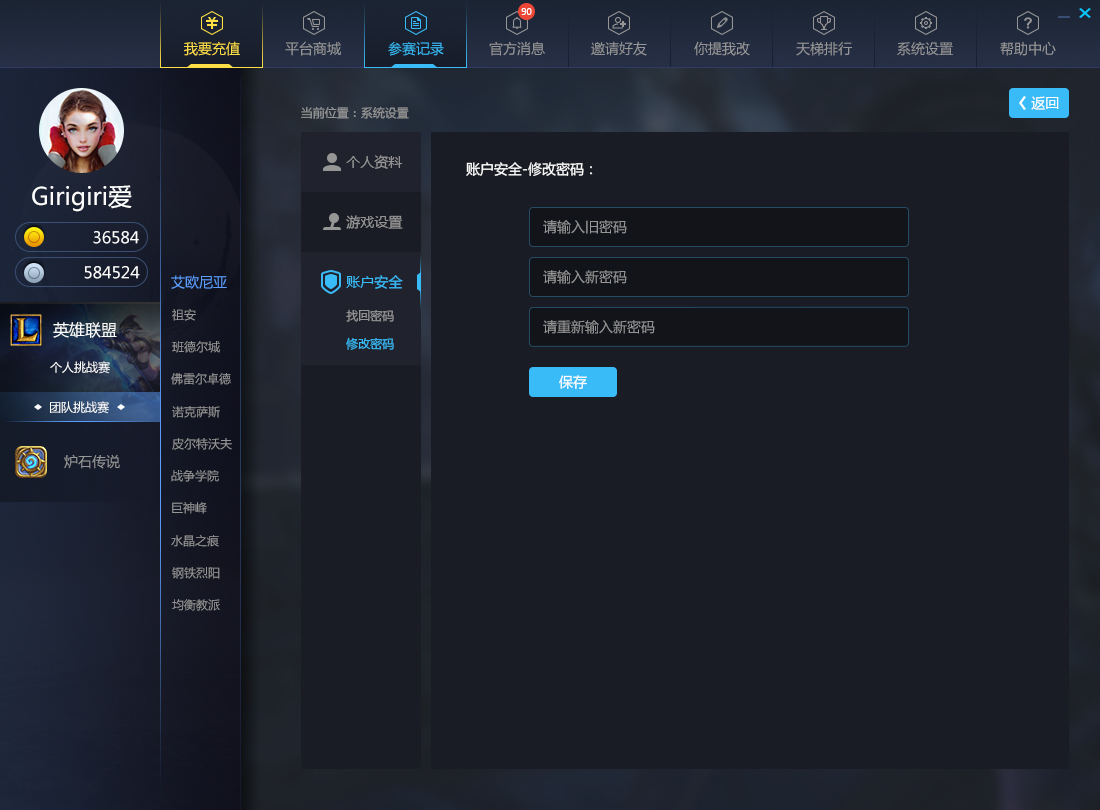 我要充值
平台商城
参赛记录
官方消息
90
邀请好友
你提我改
天梯排行
系统设置
帮助中心
Girigiri爱
36584
584524
英雄联盟
个人挑战赛
团队挑战赛
炉石传说
艾欧尼亚
祖安
班德尔城
佛雷尔卓德
诺克萨斯
皮尔特沃夫
战争学院
巨神峰
水晶之痕
钢铁烈阳
均衡教派
当前位置：系统设置
返回
个人资料
游戏设置
账户安全
找回密码
修改密码
账户安全-修改密码：
请输入旧密码
请输入新密码
请重新输入新密码
保存